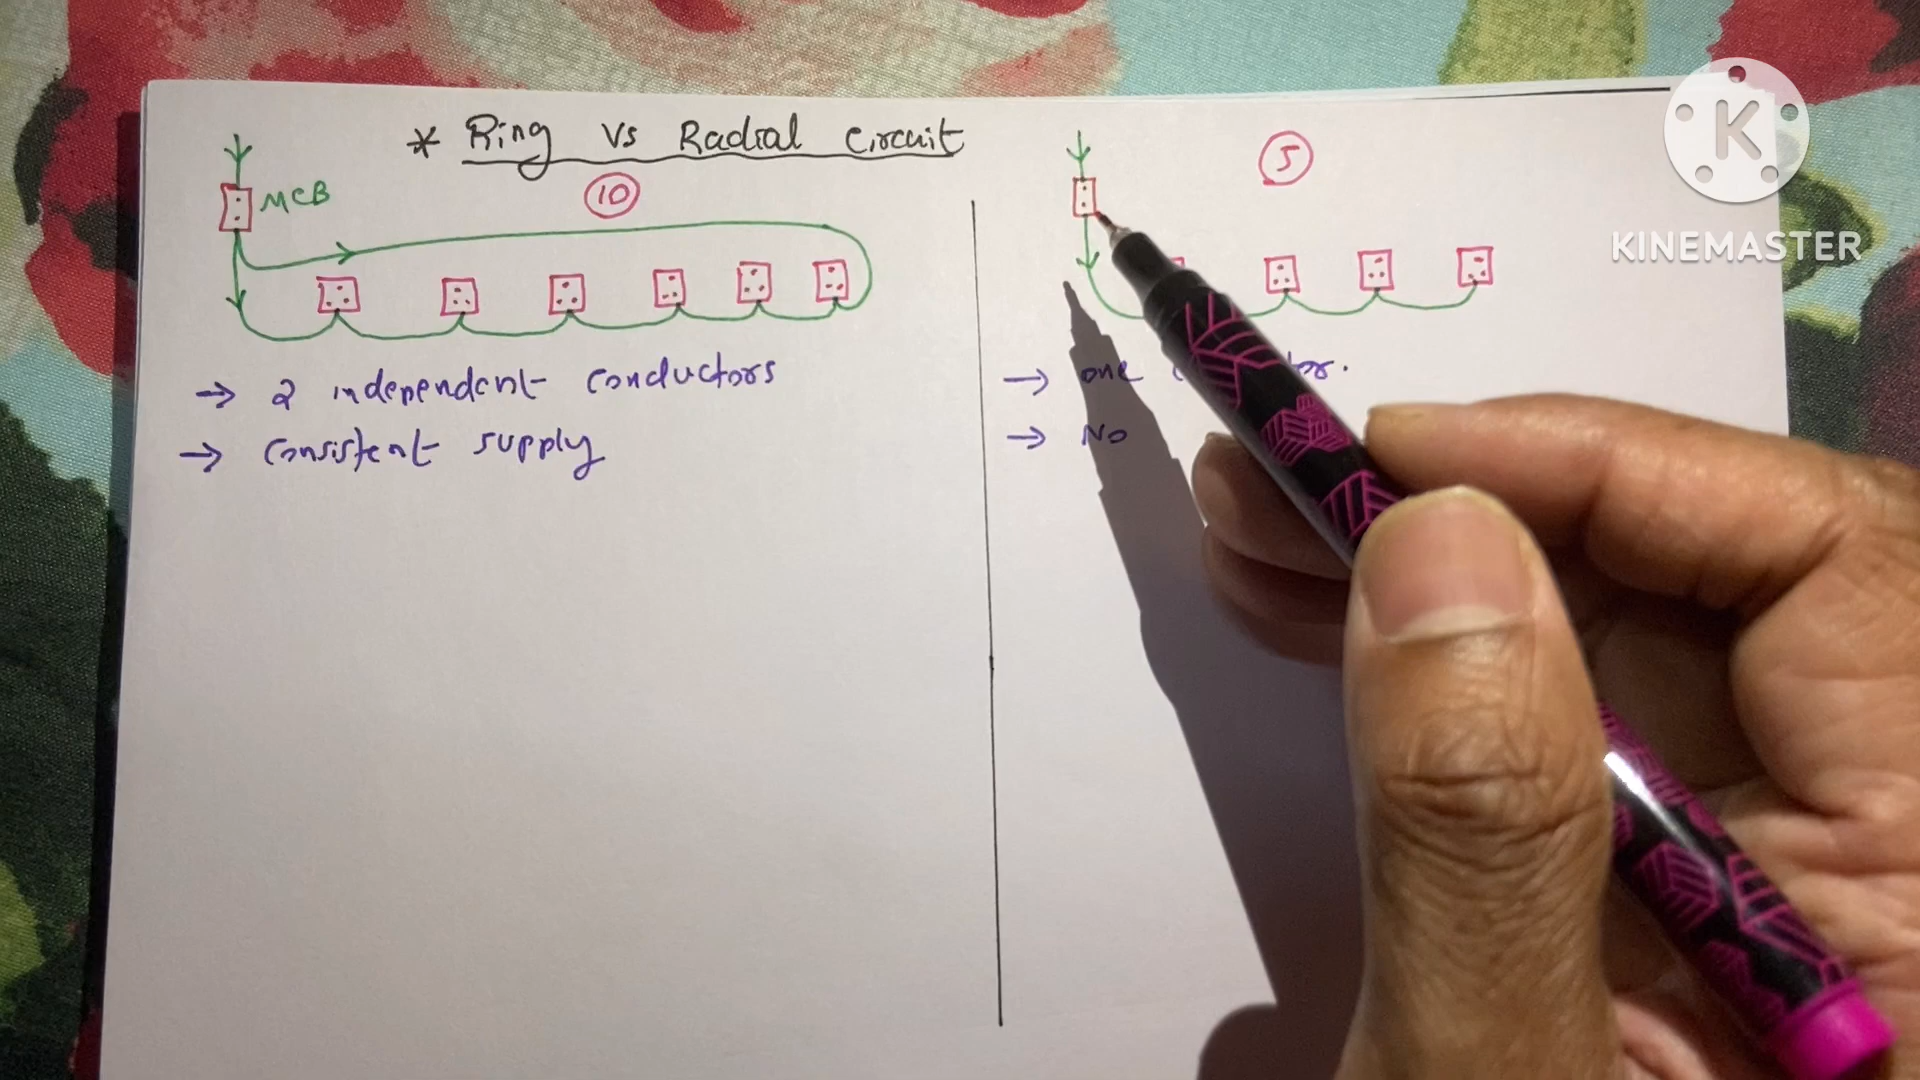 * Ring Vs Radial Circuit
MCB
10
→ 2 independent conductors
→ Consistent supply
5
→ one
→ No
K
KINEMASTER